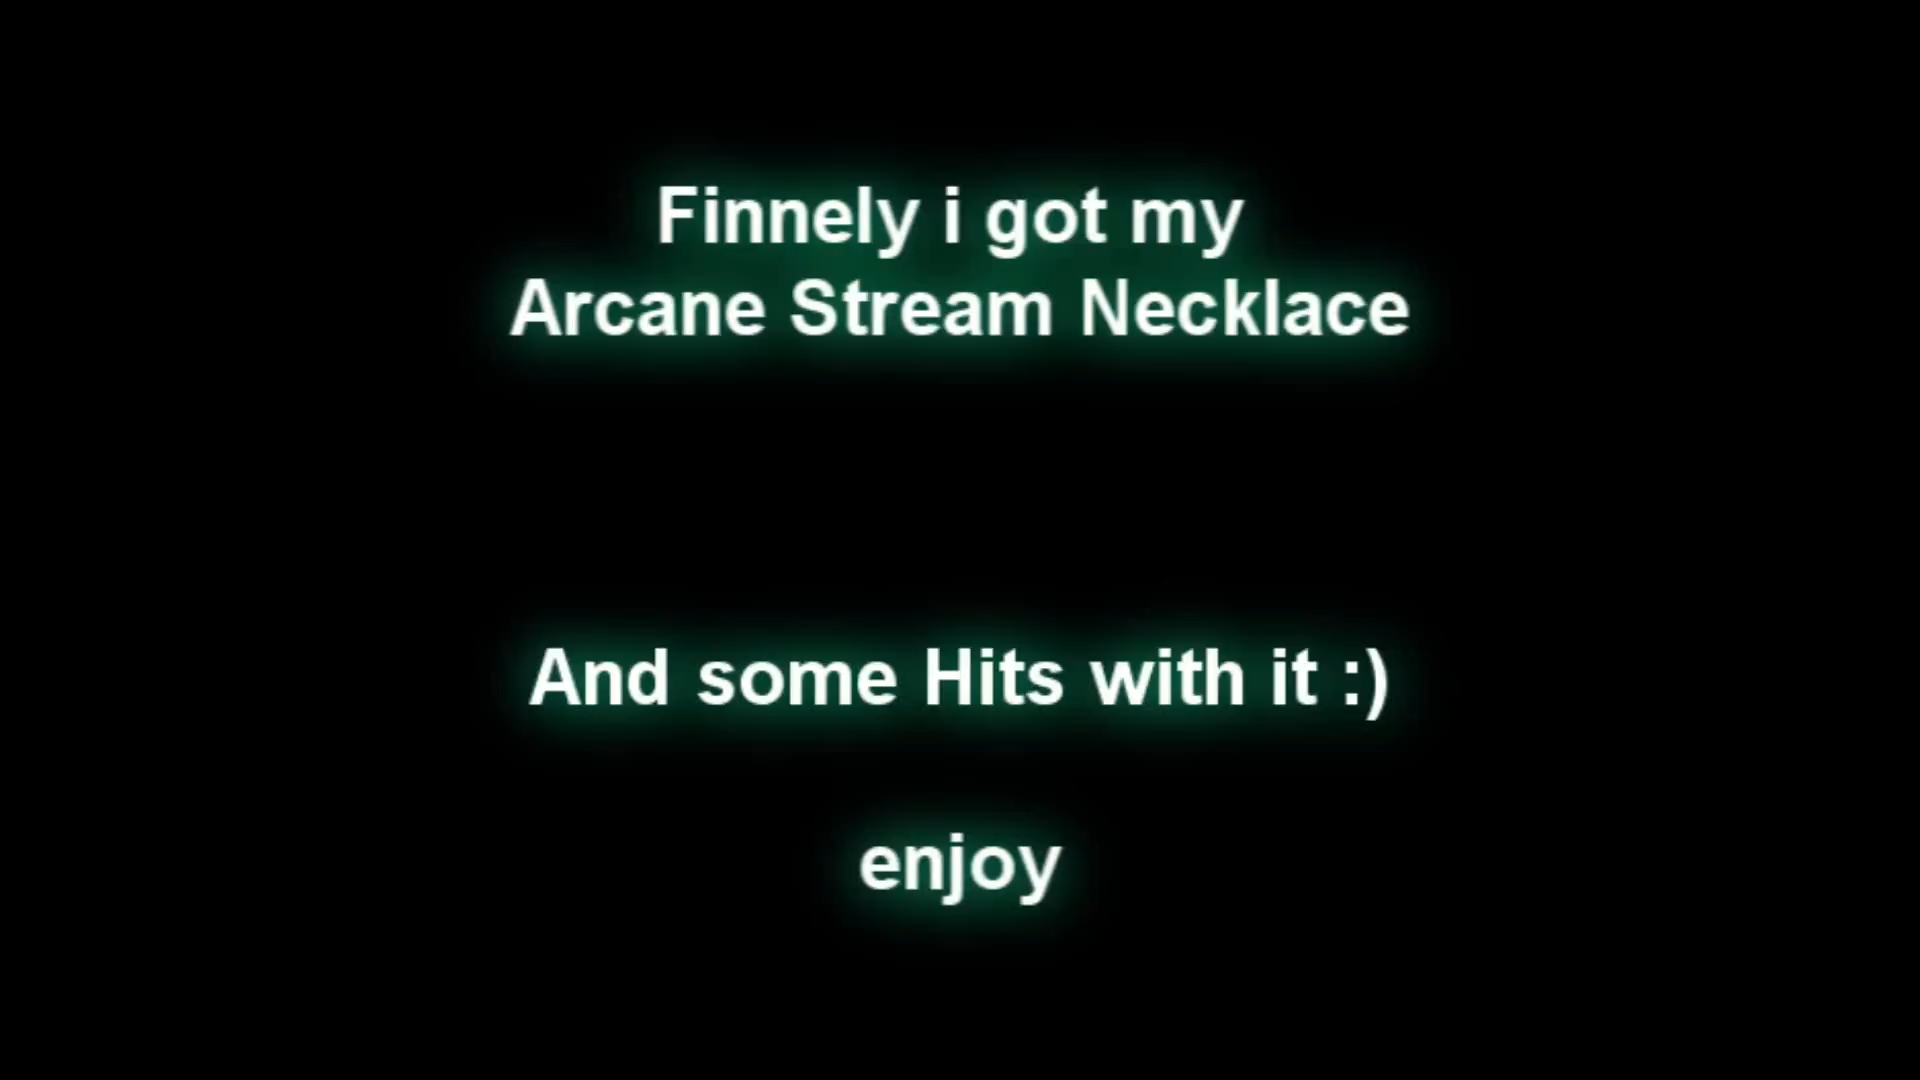 Finnely i got my
Arcane Stream Necklace
And some Hits with it :)
enjoy